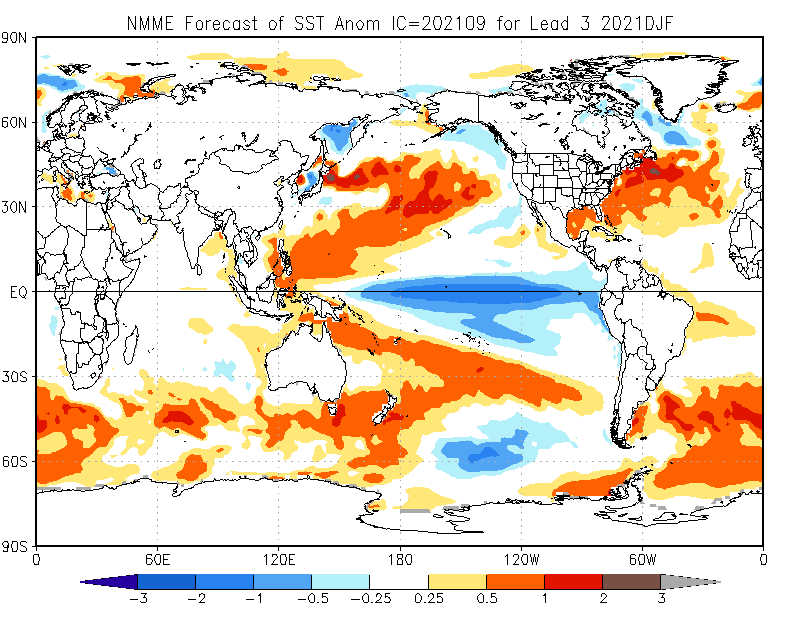 NMME Forecast of SST Anom IC=202109 for Lead 3 2021DJF
90N
60N
30N
EQ
30S
60S
90S
0 60E 120E 180 120W 60W 0
-3 -2 -1 -0.5 -0.25 0.25 0.5 1 2 3